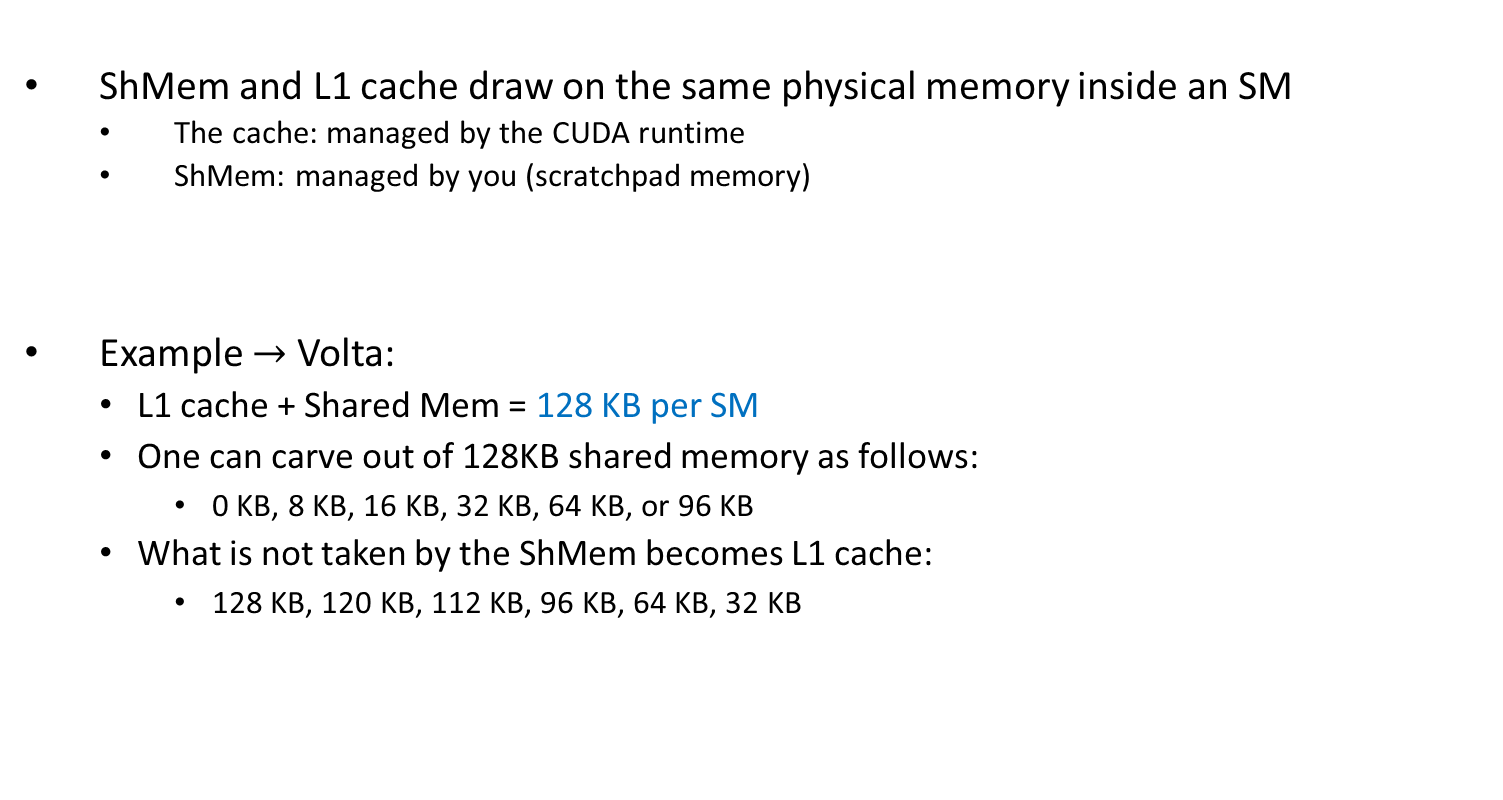 • ShMem and L1 cache draw on the same physical memory inside an SM
• The cache: managed by the CUDA runtime
• ShMem: managed by you (scratchpad memory)
• Example → Volta:
• L1 cache + Shared Mem = 128 KB per SM
• One can carve out of 128KB shared memory as follows:
• 0 KB, 8 KB, 16 KB, 32 KB, 64 KB, or 96 KB
• What is not taken by the ShMem becomes L1 cache:
• 128 KB, 120 KB, 112 KB, 96 KB, 64 KB, 32 KB